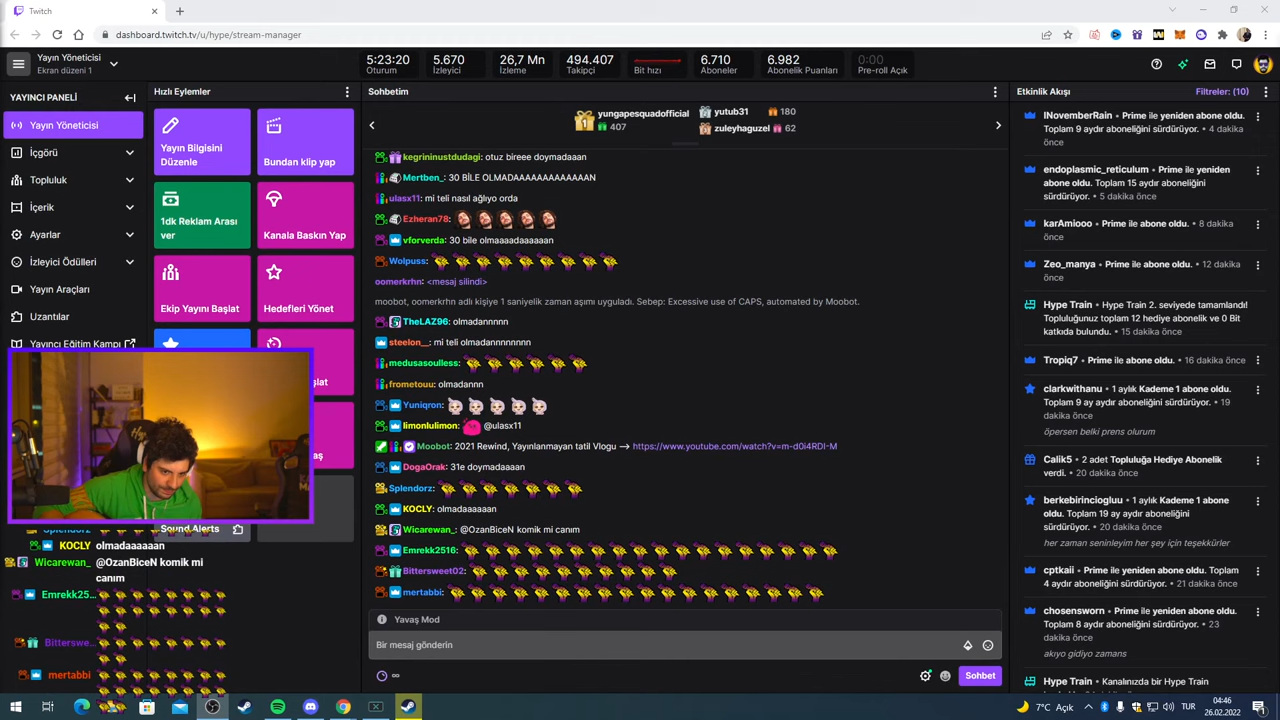 Twitch
dashboard.twitch.tv/u/hype/stream-manager
Yayın Yöneticisi
Ekran düzeni 1
5:23:20
Oturum
5.670
İzleyici
26,7 Mn
İzleme
494.407
Takipçi
Bit hızı
6.710
Aboneler
6.982
Abonelik Puanları
0:00
Pre-roll Açık
YAYINCI PANELİ
Yayın Yöneticisi
İçgörü
Topluluk
İçerik
Ayarlar
İzleyici Ödülleri
Yayın Araçları
Uzantılar
Yayıncı Eğitim Kampı
Hızlı Eylemler
Yayın Bilgisini
Düzenle
Bundan klip yap
1dk Reklam Arası
ver
Kanala Baskın Yap
Ekip Yayını Başlat
Hedefleri Yönet
Sound Alerts
Splendorz
KOCLY olmadaaaaaan
Wicarewan_ @OzanBiceN komik mi
canım
Emrekk25...
Bitterswe...
mertabbi
Sohbetim
yungapesquadofficial
407
yutub31 180
zuleyhaguzel 62
kegrininustdudagi: otuz bireee doymadaaan
Mertben_: 30 BİLE OLMADAAAAAAAAAAAAN
ulasx11: mi teli nasıl ağlıyo orda
Ezheran78:
vforverda: 30 bile olmaaaadaaaaaan
Wolpuss:
oomerkrhn: <mesaj silindi>
moobot, oomerkrhn adlı kişiye 1 saniyelik zaman aşımı uyguladı. Sebep: Excessive use of CAPS, automated by Moobot.
TheLAZ96: olmadannnnn
steelon__: mi teli olmadannnnnnnn
medusasoulless:
frometouu: olmadannn
Yuniqron:
limonlulimon: @ulasx11
Moobot: 2021 Rewind, Yayınlanmayan tatil Vlogu --> https://www.youtube.com/watch?v=m-d0i4RDI-M
DogaOrak: 31e doymadaaaan
Splendorz:
KOCLY: olmadaaaaaan
Wicarewan_: @OzanBiceN komik mi canım
Emrekk2516:
Bittersweet02:
mertabbi:
Yavaş Mod
Bir mesaj gönderin
Sohbet
Etkinlik Akışı
Filtreler: (10)
INovemberRain • Prime ile yeniden abone oldu.
Toplam 9 aydır aboneliğini sürdürüyor. • 4 dakika
önce
endoplasmic_reticulum • Prime ile yeniden
abone oldu. Toplam 15 aydır aboneliğini
sürdürüyor. • 5 dakika önce
karAmiooo • Prime ile abone oldu. • 8 dakika
önce
Zeo_manya • Prime ile abone oldu. • 12 dakika
önce
Hype Train • Hype Train 2. seviyede tamamlandı!
Topluluğunuz toplam 12 hediye abonelik ve 0 Bit
katkıda bulundu. • 15 dakika önce
Tropiq7 • Prime ile abone oldu. • 16 dakika önce
clarkwithanu • 1 aylık Kademe 1 abone oldu.
Toplam 9 ay aydır aboneliğini sürdürüyor. • 19
dakika önce
öpersen belki prens olurum
Calik5 • 2 adet Topluluğa Hediye Abonelik
verdi. • 20 dakika önce
berkebirinciogluu • 1 aylık Kademe 1 abone
oldu. Toplam 19 ay aydır aboneliğini
sürdürüyor. • 20 dakika önce
her zaman seninleyim her şey için teşekkürler
cptkaii • Prime ile yeniden abone oldu. Toplam
4 aydır aboneliğini sürdürüyor. • 21 dakika önce
chosensworn • Prime ile yeniden abone oldu.
Toplam 8 aydır aboneliğini sürdürüyor. • 23
dakika önce
akıyo gidiyo zamans
Hype Train • Kanalınızda bir Hype Train
7°C Açık
TUR
04:46
26.02.2022